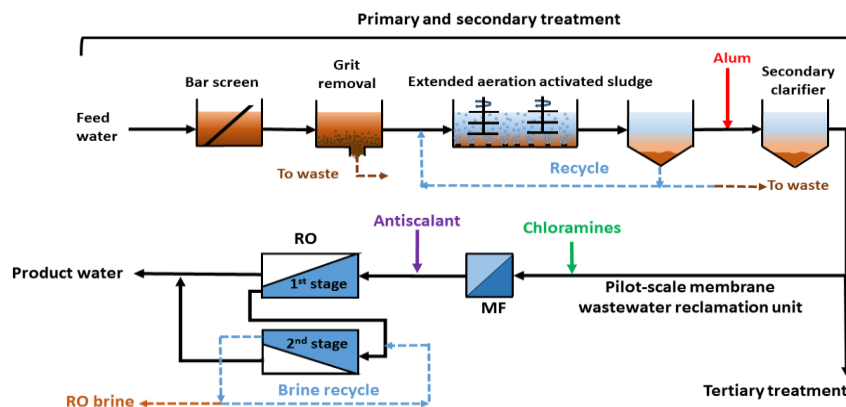 Primary and secondary treatment
Alum
Bar screen
Grit
removal
Extended aeration activated sludge
Secondary
clarifier
Feed
water
To waste
Recycle
To waste
Antiscalant
Chloramines
RO
Product water
1st stage
MF
Pilot-scale membrane
wastewater reclamation unit
2nd stage
Brine recycle
RO brine
Tertiary treatment